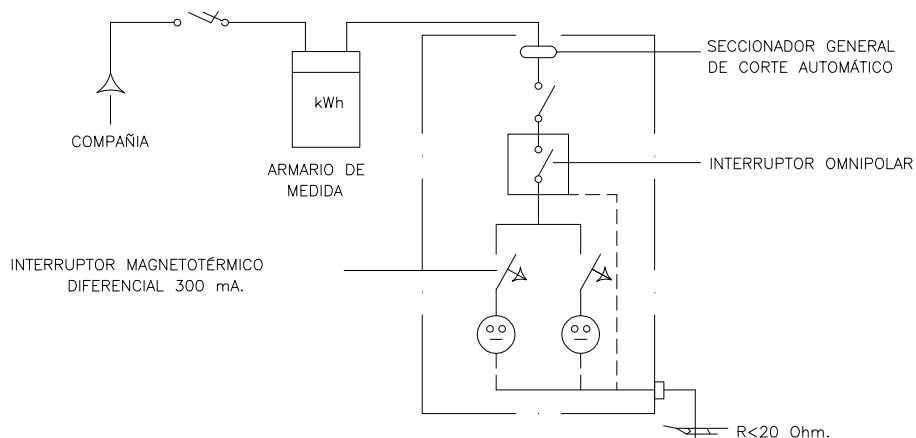 SECCIONADOR GENERAL
DE CORTE AUTOMÁTICO
kWh
COMPAÑIA
ARMARIO DE
MEDIDA
INTERRUPTOR OMNIPOLAR
INTERRUPTOR MAGNETOTÉRMICO
DIFERENCIAL 300 mA.
R<20 Ohm.